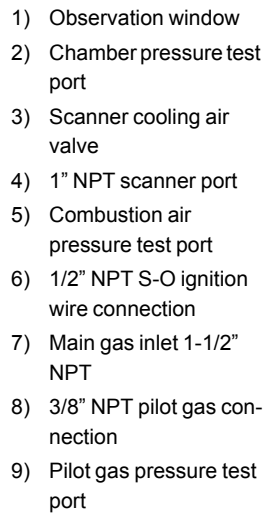 1) Observation window
2) Chamber pressure test
port
3) Scanner cooling air
valve
4) 1” NPT scanner port
5) Combustion air
pressure test port
6) 1/2” NPT S-O ignition
wire connection
7) Main gas inlet 1-1/2”
NPT
8) 3/8” NPT pilot gas con-
nection
9) Pilot gas pressure test
port